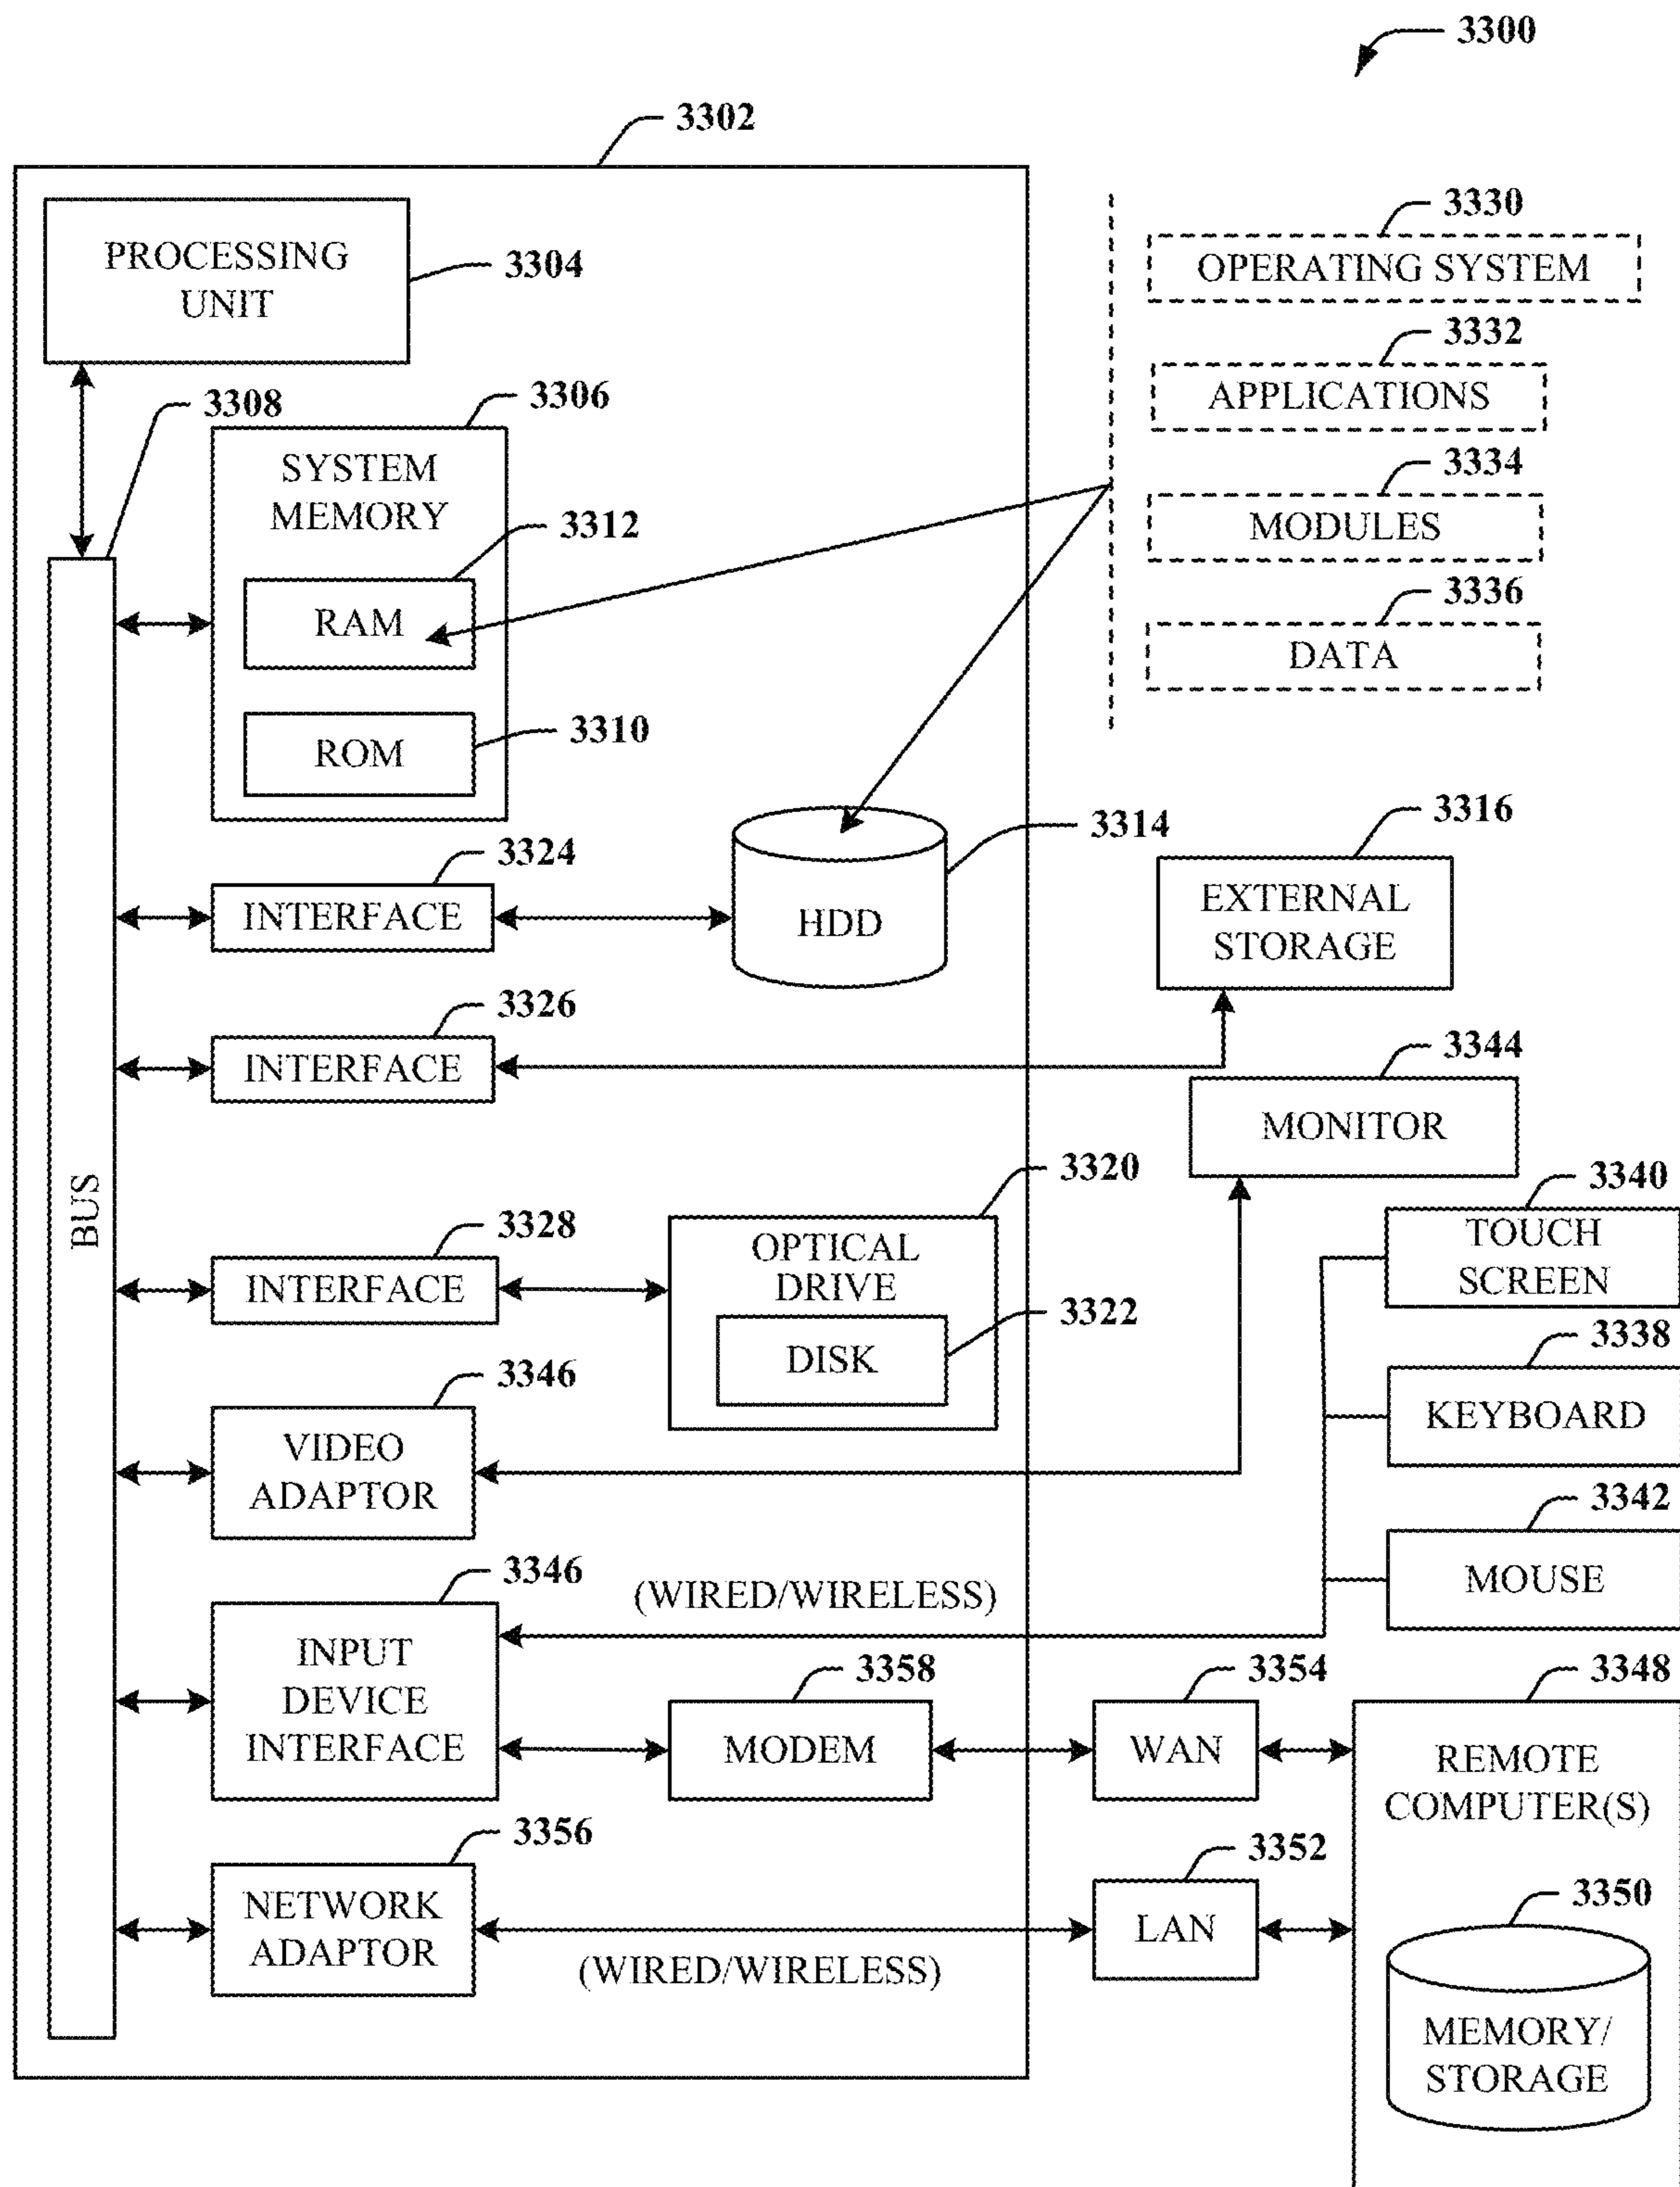 3300
3302
PROCESSING
UNIT
3304
3330
OPERATING SYSTEM
3332
APPLICATIONS
3334
MODULES
3336
DATA
3308
3306
SYSTEM
MEMORY
3312
RAM
3310
ROM
BUS
3324
INTERFACE
3314
HDD
3316
EXTERNAL
STORAGE
3326
INTERFACE
3344
MONITOR
3328
INTERFACE
3320
OPTICAL
DRIVE
3322
DISK
3340
TOUCH
SCREEN
3338
KEYBOARD
3342
MOUSE
3346
VIDEO
ADAPTOR
3346
INPUT
DEVICE
INTERFACE
(WIRED/WIRELESS)
3358
MODEM
3354
WAN
3348
REMOTE
COMPUTER(S)
3356
NETWORK
ADAPTOR
(WIRED/WIRELESS)
3352
LAN
3350
MEMORY/
STORAGE